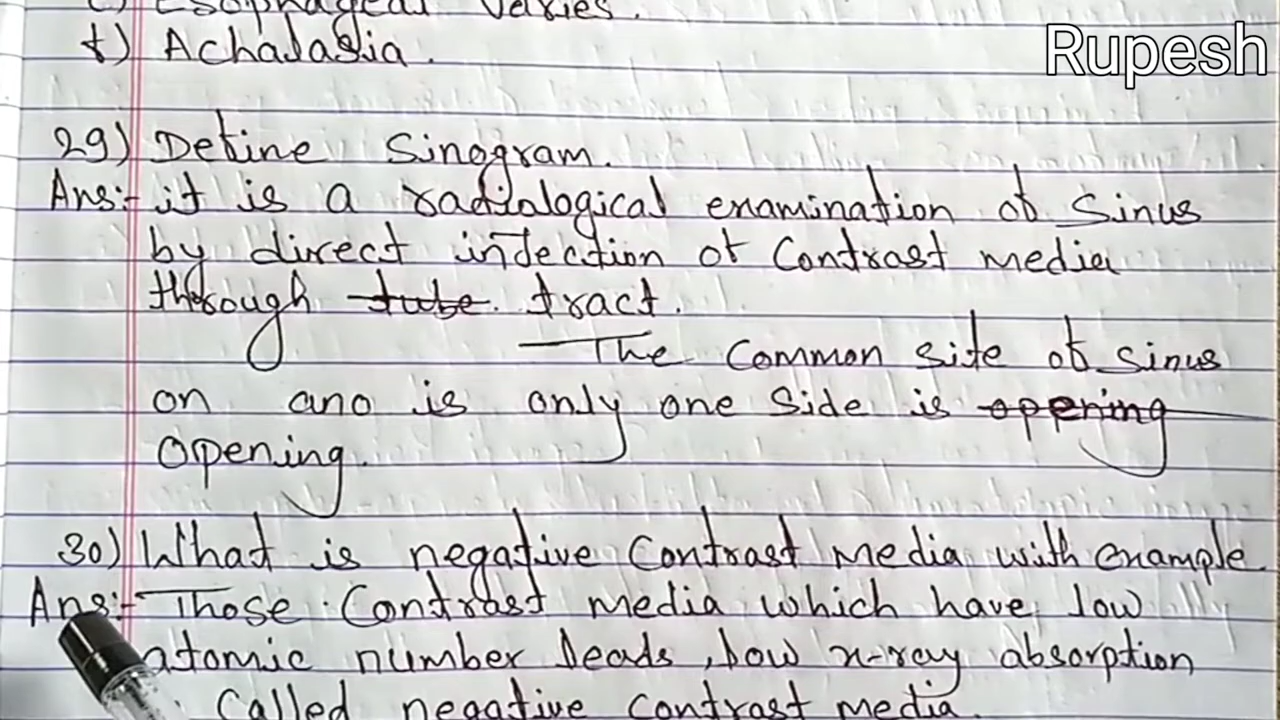 e) Esophageal varies.
f) Achalasia.
Rupesh
29) Define Sinogram.
Ans:- it is a radiological examination of Sinus
by direct injection of Contrast media
through tube. tract.
The Common site of sinus
on ano is only one side is opening
opening.
30) What is negative Contrast Media with example.
Ans:- Those Contrast media which have low
atomic number leads, low x-ray absorption
Called negative contrast media.